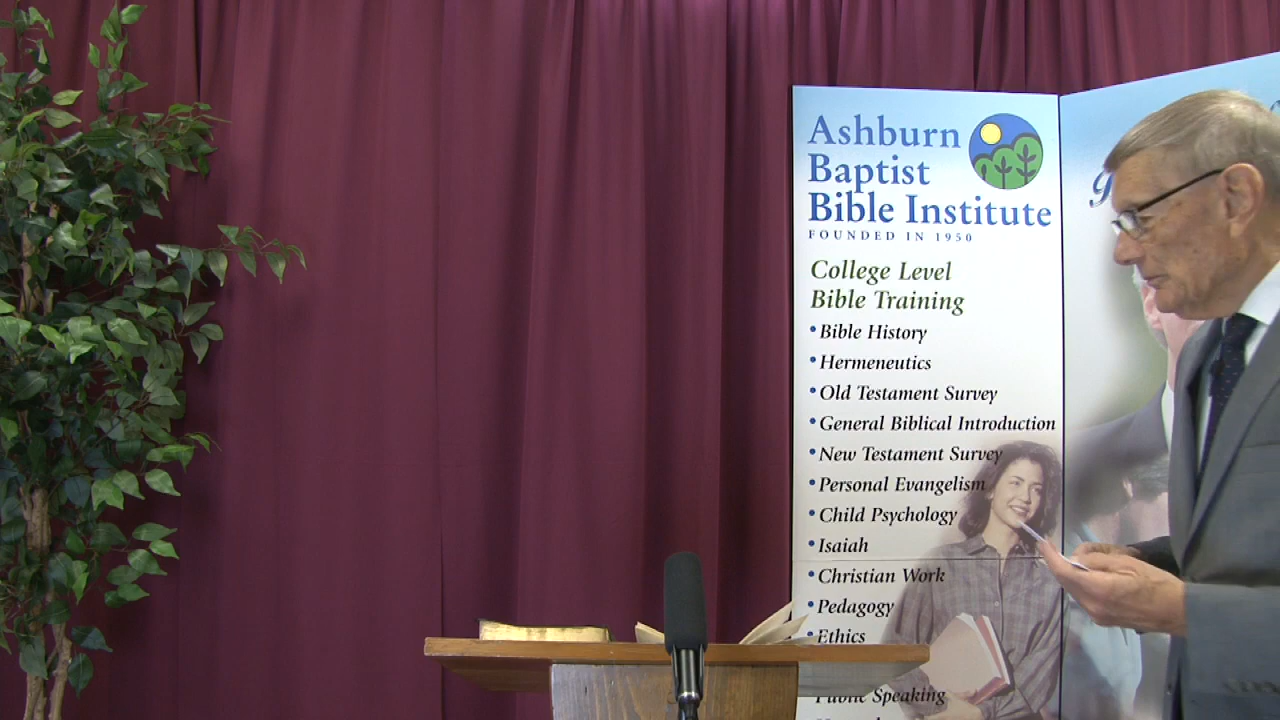 Ashburn
Baptist
Bible Institute
FOUNDED IN 1950
College Level
Bible Training
• Bible History
• Hermeneutics
• Old Testament Survey
• General Biblical Introduction
• New Testament Survey
• Personal Evangelism
• Child Psychology
• Isaiah
• Christian Work
• Pedagogy
• Ethics
Public Speaking